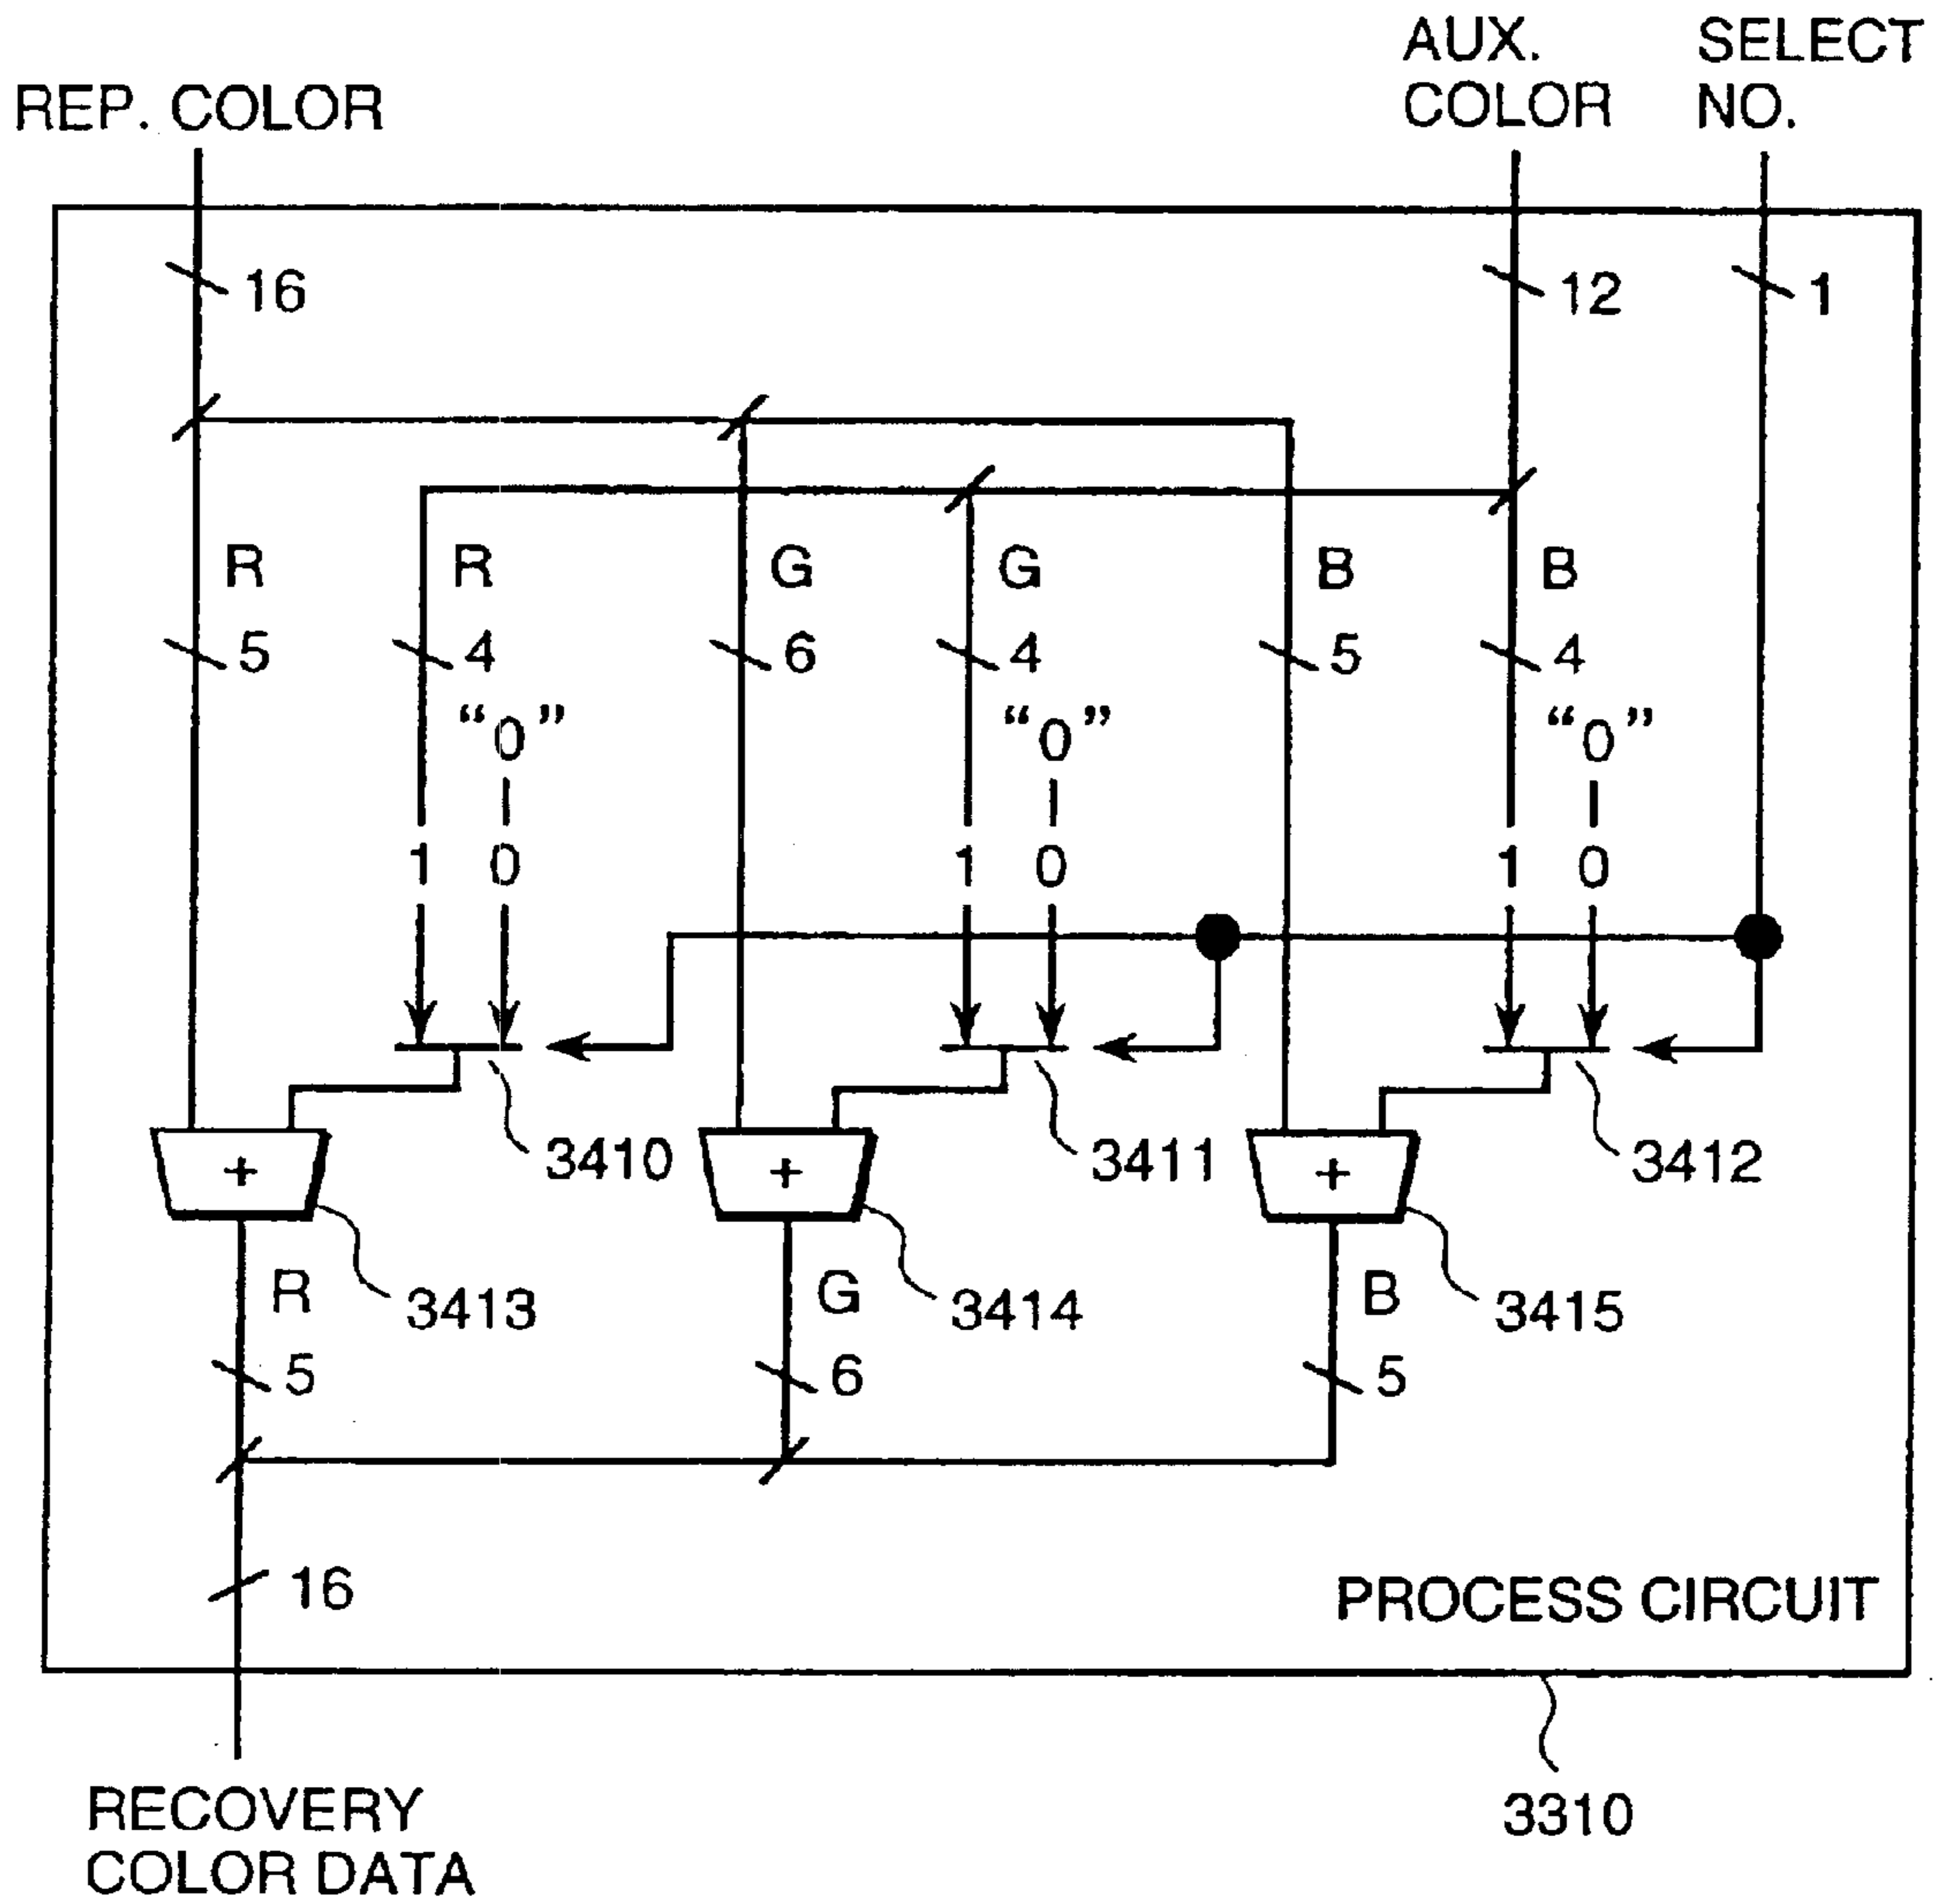 REP. COLOR
AUX.
COLOR
SELECT
NO.
16
12
1
R
R
G
G
B
B
5
4
6
4
5
4
“0”
“0”
“0”
1
0
1
0
1
0
3410
3411
3412
+
+
+
R
3413
G
3414
B
3415
5
6
5
16
PROCESS CIRCUIT
RECOVERY
COLOR DATA
3310